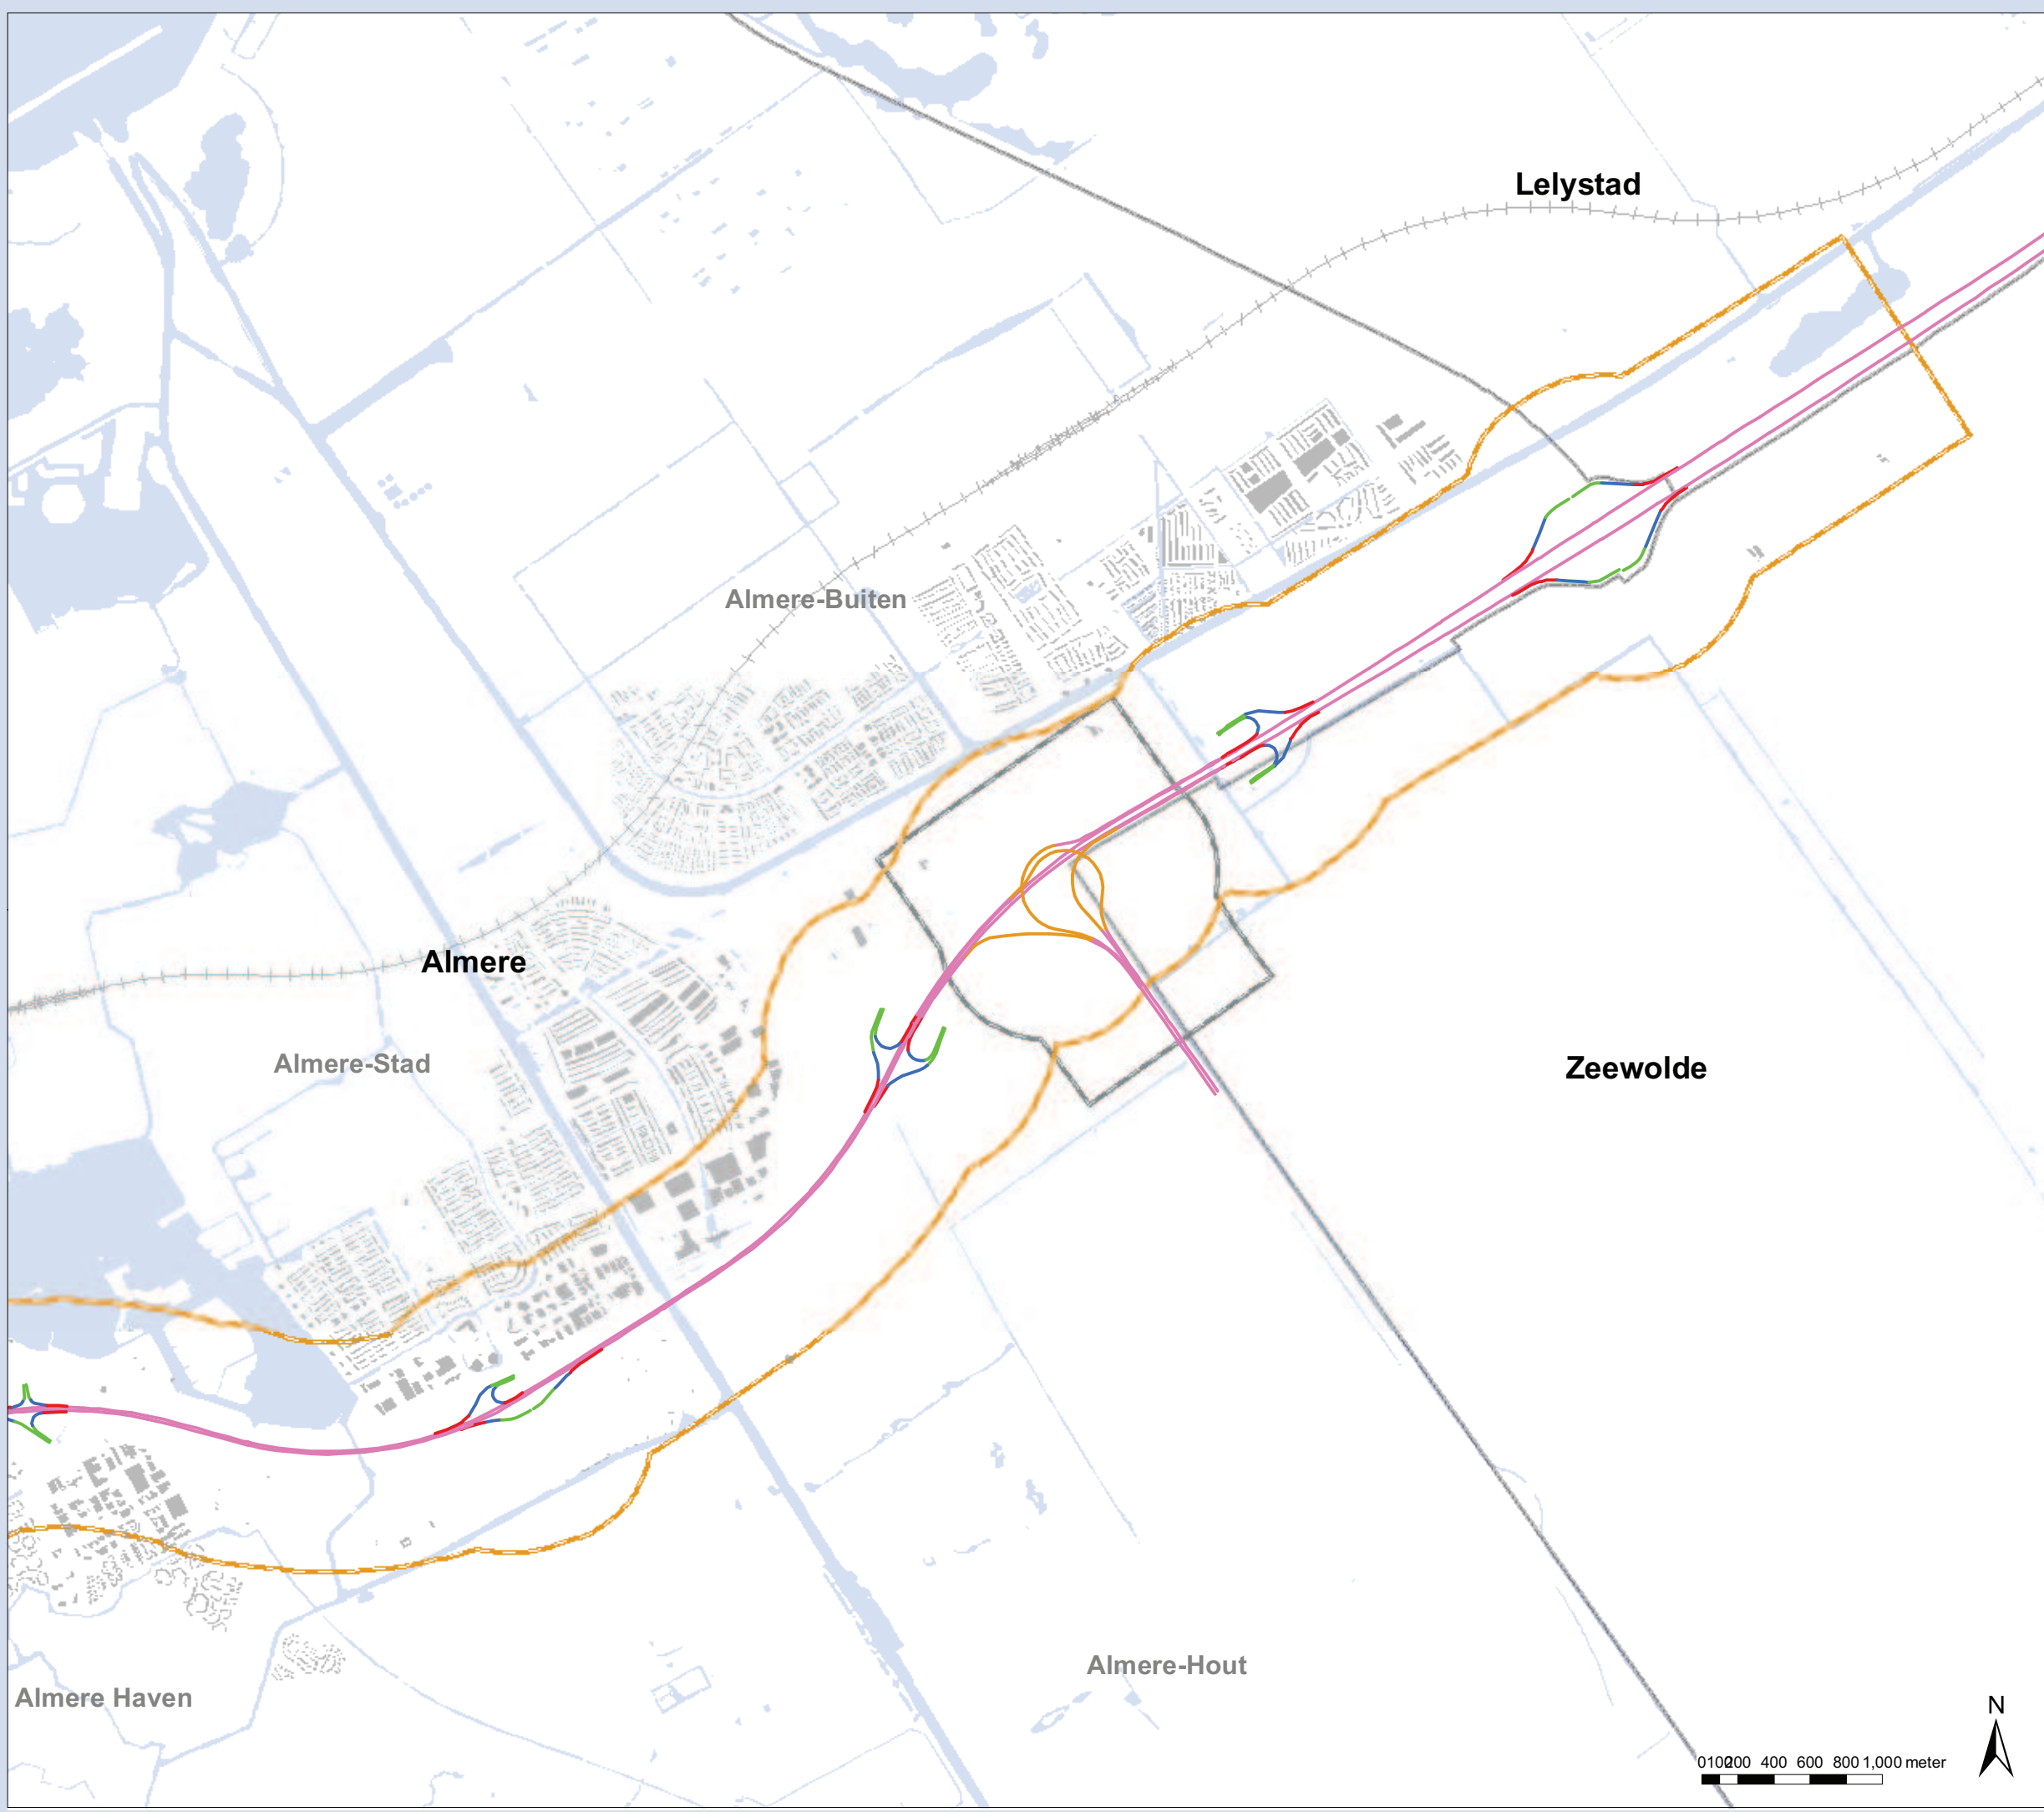 Lelystad
Almere-Buiten
Almere
Almere-Stad
Zeewolde
Almere-Hout
Almere Haven
N
0 100 200 400 600 800 1,000 meter